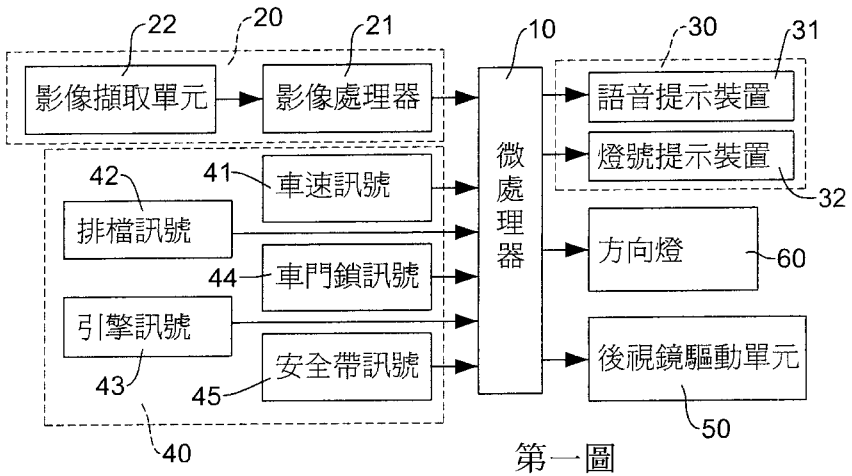 22
20
21
10
30
31
影像擷取單元
影像處理器
語音提示裝置
微處理器
燈號提示裝置
32
41
車速訊號
42
排檔訊號
44
車門鎖訊號
方向燈
60
引擎訊號
43
45
安全帶訊號
後視鏡驅動單元
50
40
第一圖